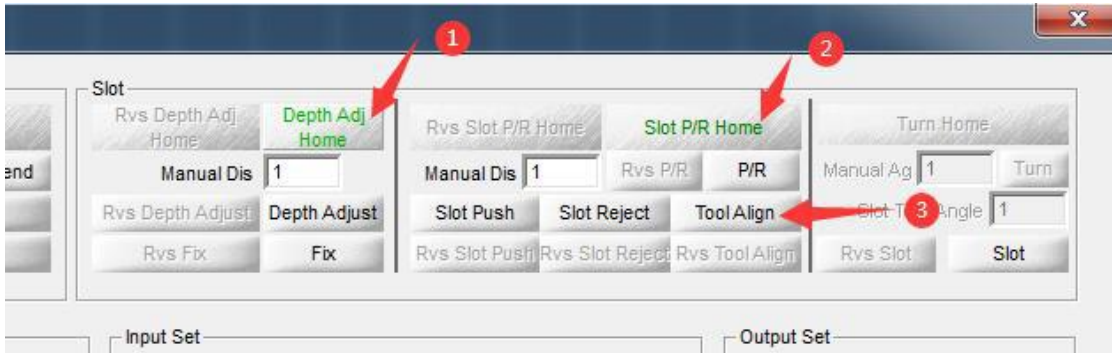 X
1
2
Slot
Rvs Depth Adj
Home
Depth Adj
Home
Rvs Slot P/R Home
Slot P/R Home
Turn Home
end
Manual Dis 1
Manual Dis 1
Rvs P/R
P/R
Manual Ag 1
Turn
Rvs Depth Adjust
Depth Adjust
Slot Push
Slot Reject
Tool Align
3
Slot
Angle 1
Rvs Fix
Fix
Rvs Slot Push
Rvs Slot Reject
Rvs Tool Align
Rvs Slot
Slot
Input Set
Output Set